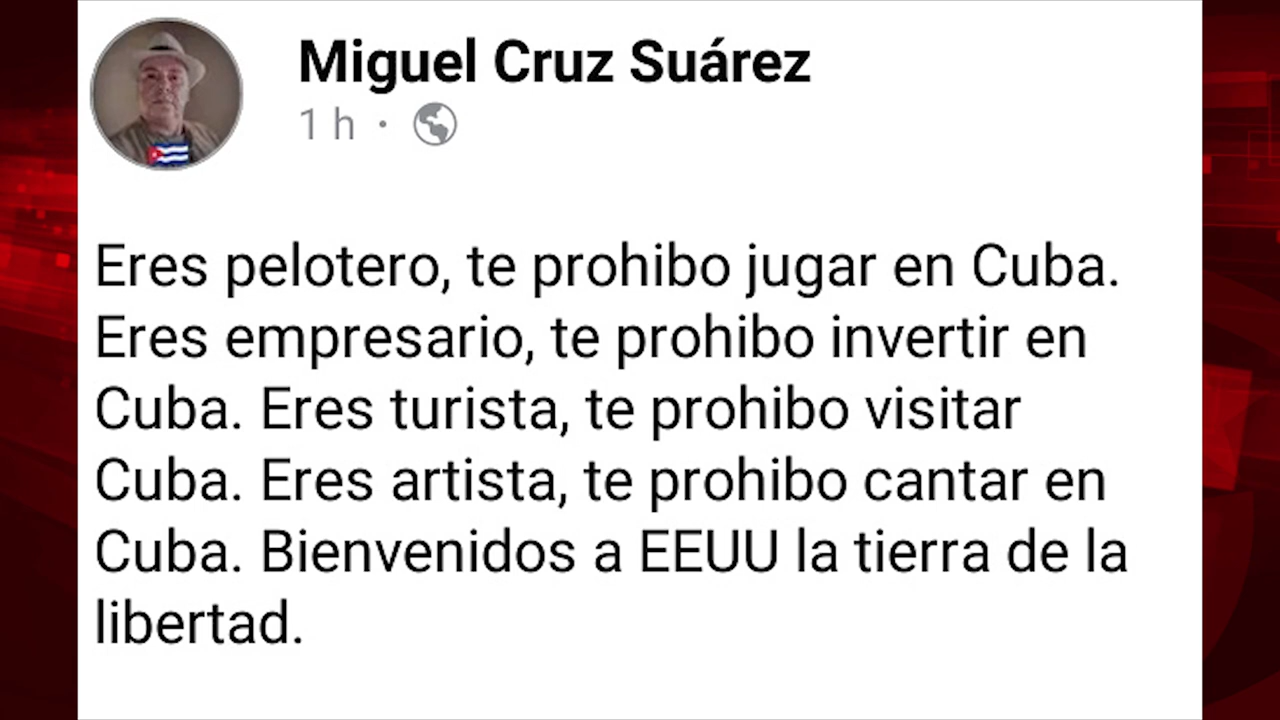 Miguel Cruz Suárez
1 h ·
Eres pelotero, te prohibo jugar en Cuba.
Eres empresario, te prohibo invertir en
Cuba. Eres turista, te prohibo visitar
Cuba. Eres artista, te prohibo cantar en
Cuba. Bienvenidos a EEUU la tierra de la
libertad.